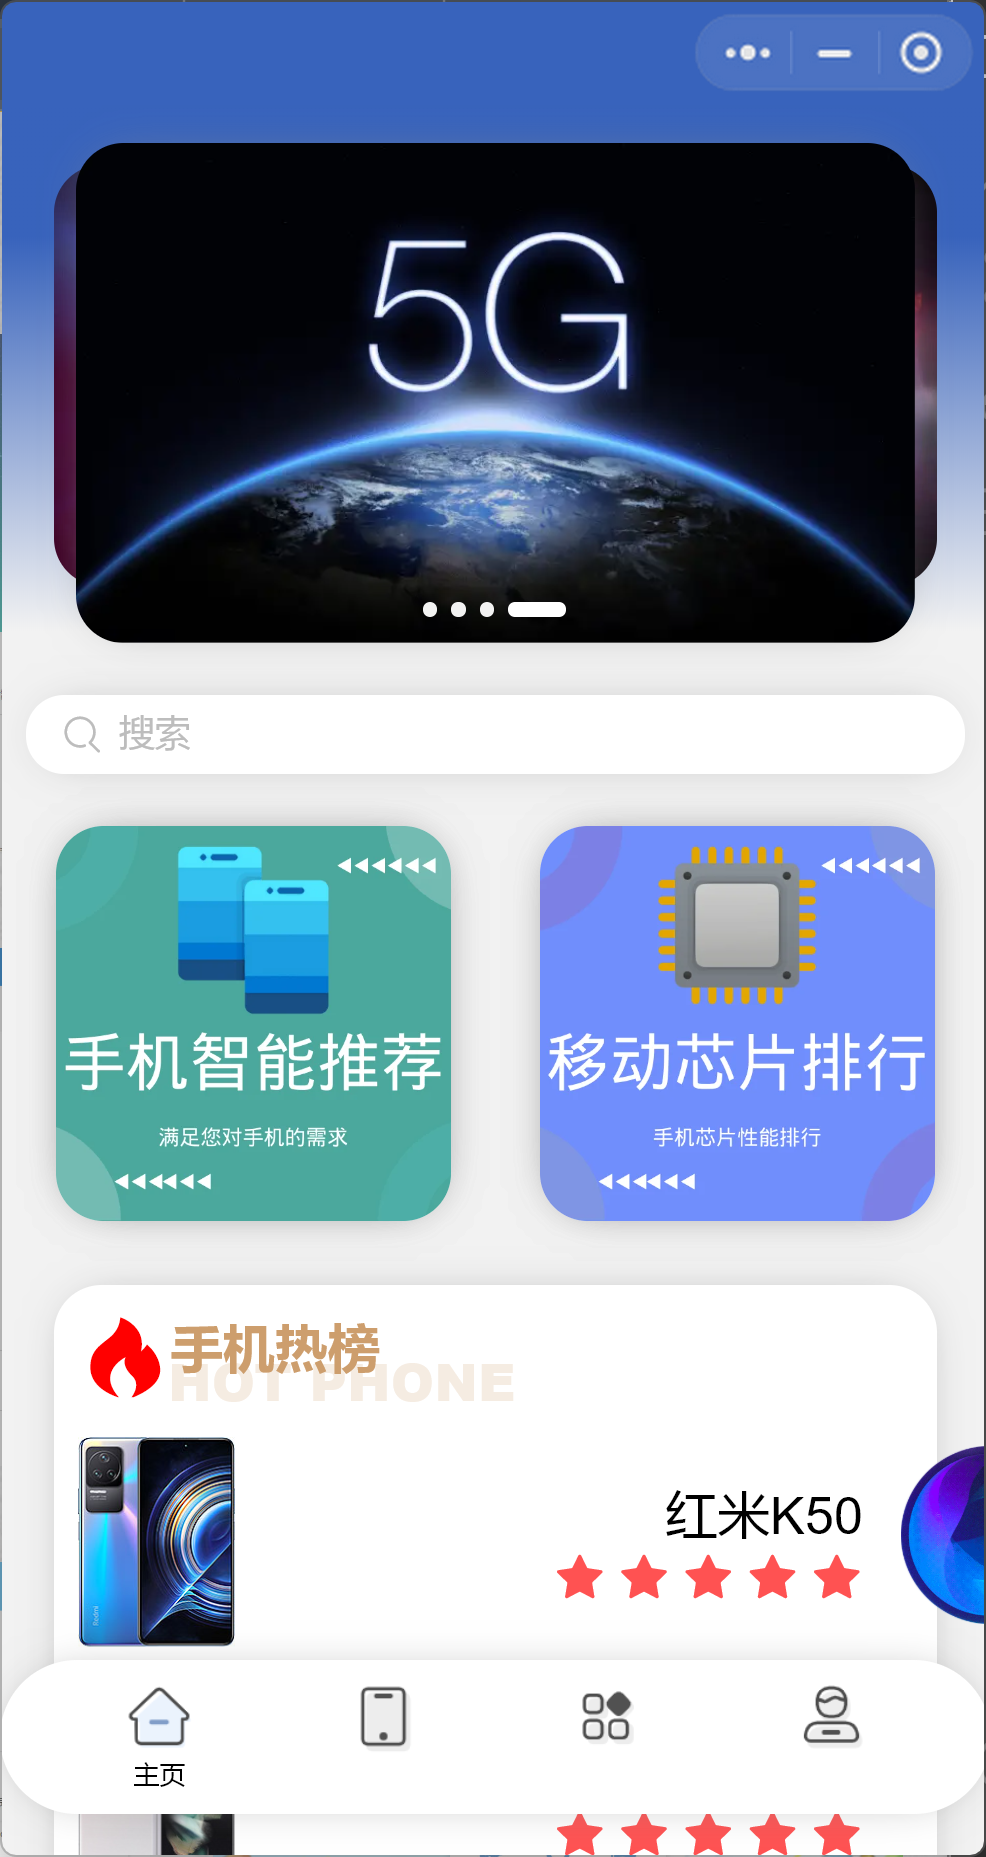 5G
搜索
手机智能推荐
满足您对手机的需求
移动芯片排行
手机芯片性能排行
手机热榜
HOT PHONE
红米K50
Redmi
主页